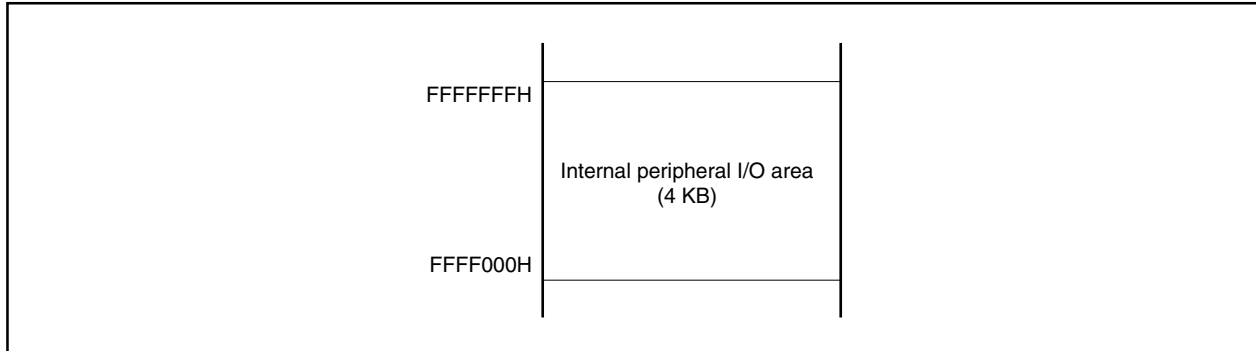 FFFFFFFH
Internal peripheral I/O area
(4 KB)
FFFF000H